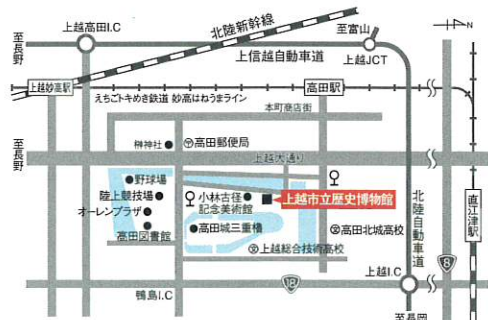 上越高田I.C
北陸新幹線
至富山
N
至長野
上信越自動車道
上越JCT
上越妙高駅
高田駅
えちごトキめき鉄道 妙高はねうまライン
本町商店街
榊神社
高田郵便局
至長野
上越大通り
野球場
陸上競技場
小林古径
記念美術館
上越市立歴史博物館
オーレンプラザ
高田図書館
高田城三重櫓
文
高田北城高校
文
上越総合技術高校
北陸自動車道
直江津駅
鴨島I.C
18
上越I.C
8
至長岡